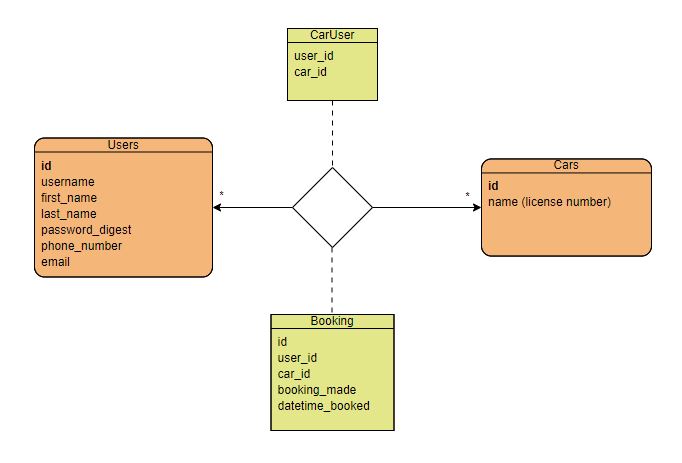 CarUser
user_id
car_id
Users
id
username
first_name
last_name
password_digest
phone_number
email
*
*
Cars
id
name (license number)
Booking
id
user_id
car_id
booking_made
datetime_booked